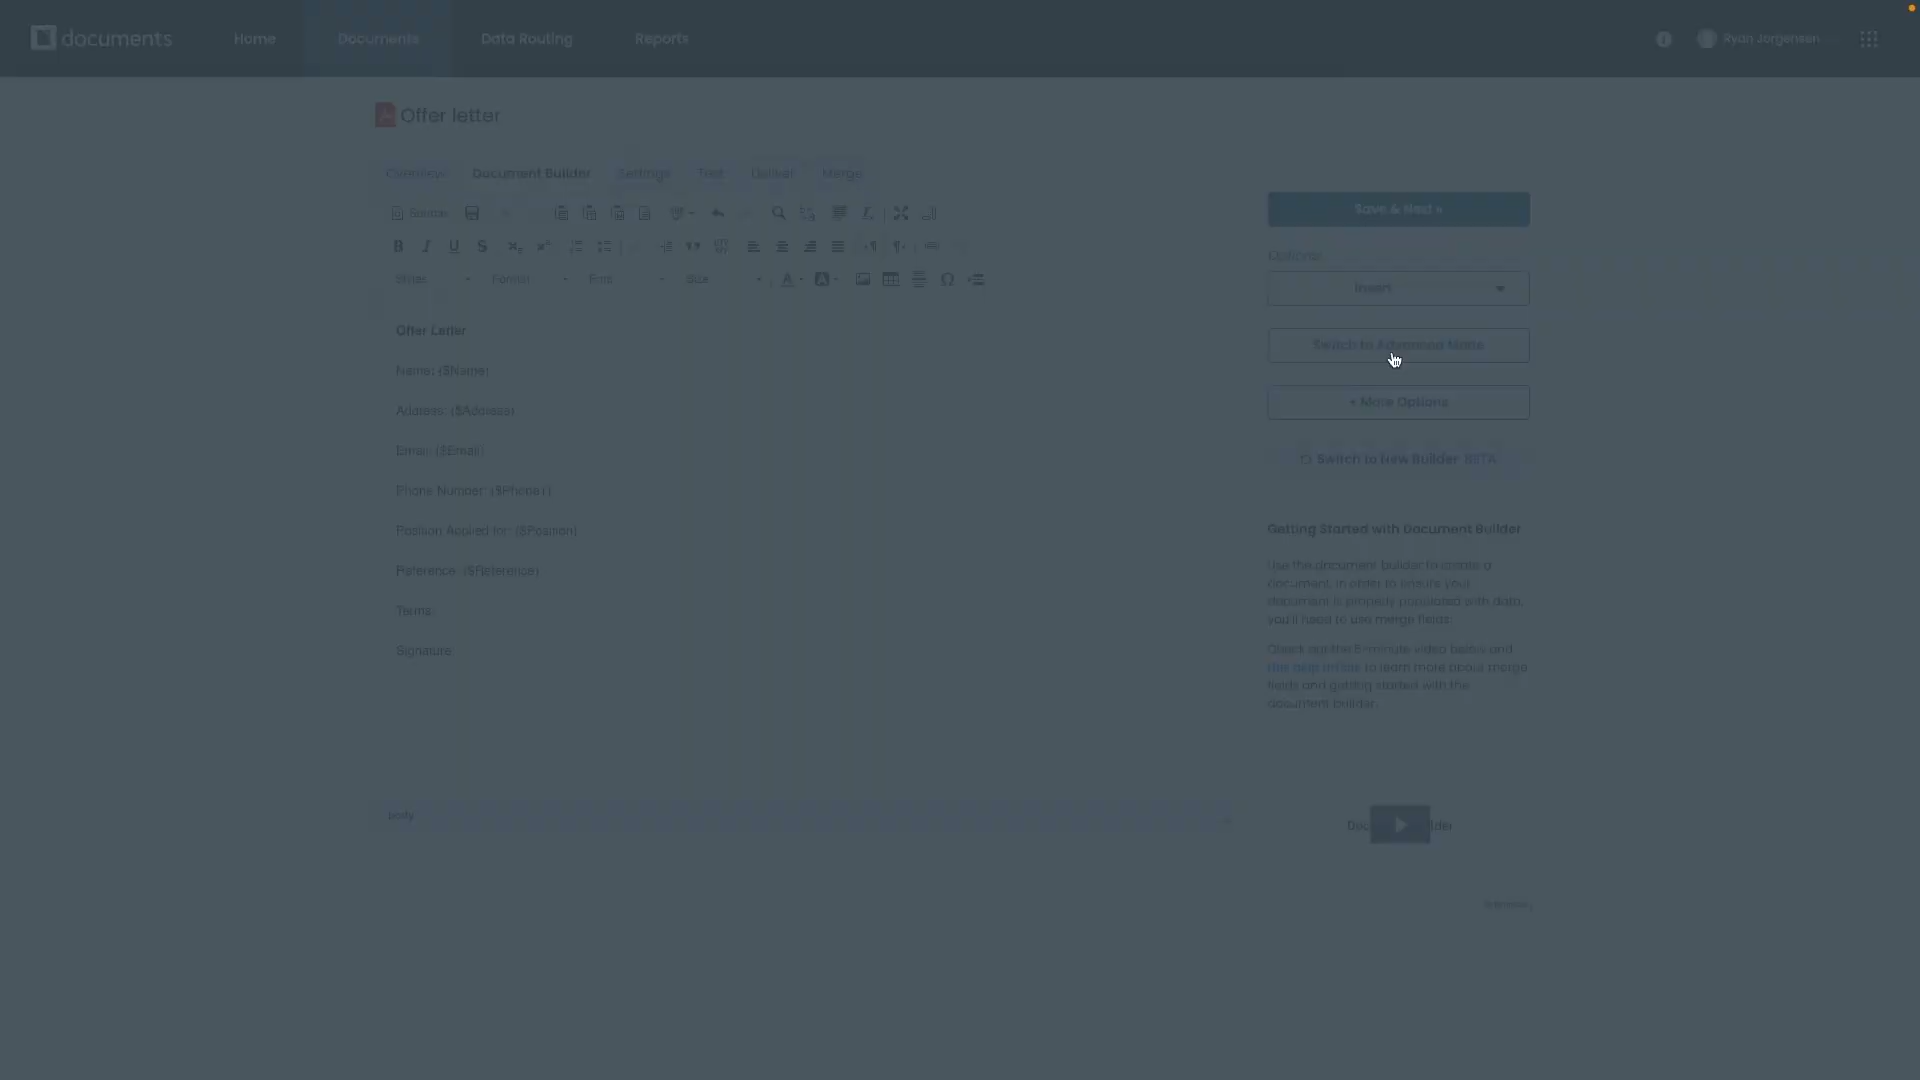 documents
Home
Documents
Data Routing
Reports
Ryan Jorgensen
Offer letter
Overview
Document Builder
Settings
Test
Deliver
Merge
Source
Styles
Format
Font
Size
Save & Next »
Options:
Insert
Switch to Advanced Mode
+ More Options
Switch to New Builder BETA
Offer Letter
Name: {$Name}
Address: {$Address}
Email: {$Email}
Phone Number: {$Phone1}
Position Applied for: {$Position}
Reference: {$Reference}
Terms:
Signature:
body
Getting Started with Document Builder
Use the document builder to create a
document. In order to ensure your
document is properly populated with data,
you'll need to use merge fields.
Check out the 5-minute video below and
this help article to learn more about merge
fields and getting started with the
document builder.
Doc
lder